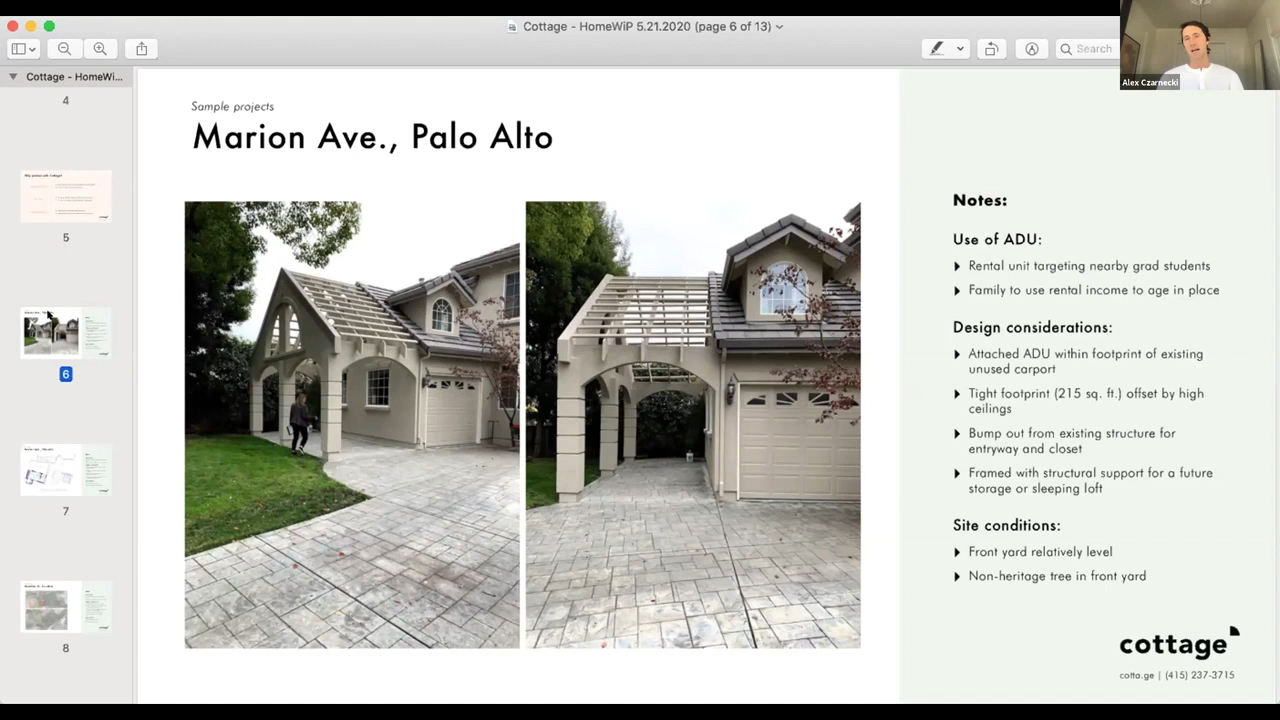 Cottage - HomeWiP 5.21.2020 (page 6 of 13)
Search
Alex Czarnecki
Cottage - HomeWi...
4
5
6
7
8
Sample projects
Marion Ave., Palo Alto
Notes:
Use of ADU:
Rental unit targeting nearby grad students
Family to use rental income to age in place
Design considerations:
Attached ADU within footprint of existing
unused carport
Tight footprint (215 sq. ft.) offset by high
ceilings
Bump out from existing structure for
entryway and closet
Framed with structural support for a future
storage or sleeping loft
Site conditions:
Front yard relatively level
Non-heritage tree in front yard
cottage
cotta.ge | (415) 237-3715